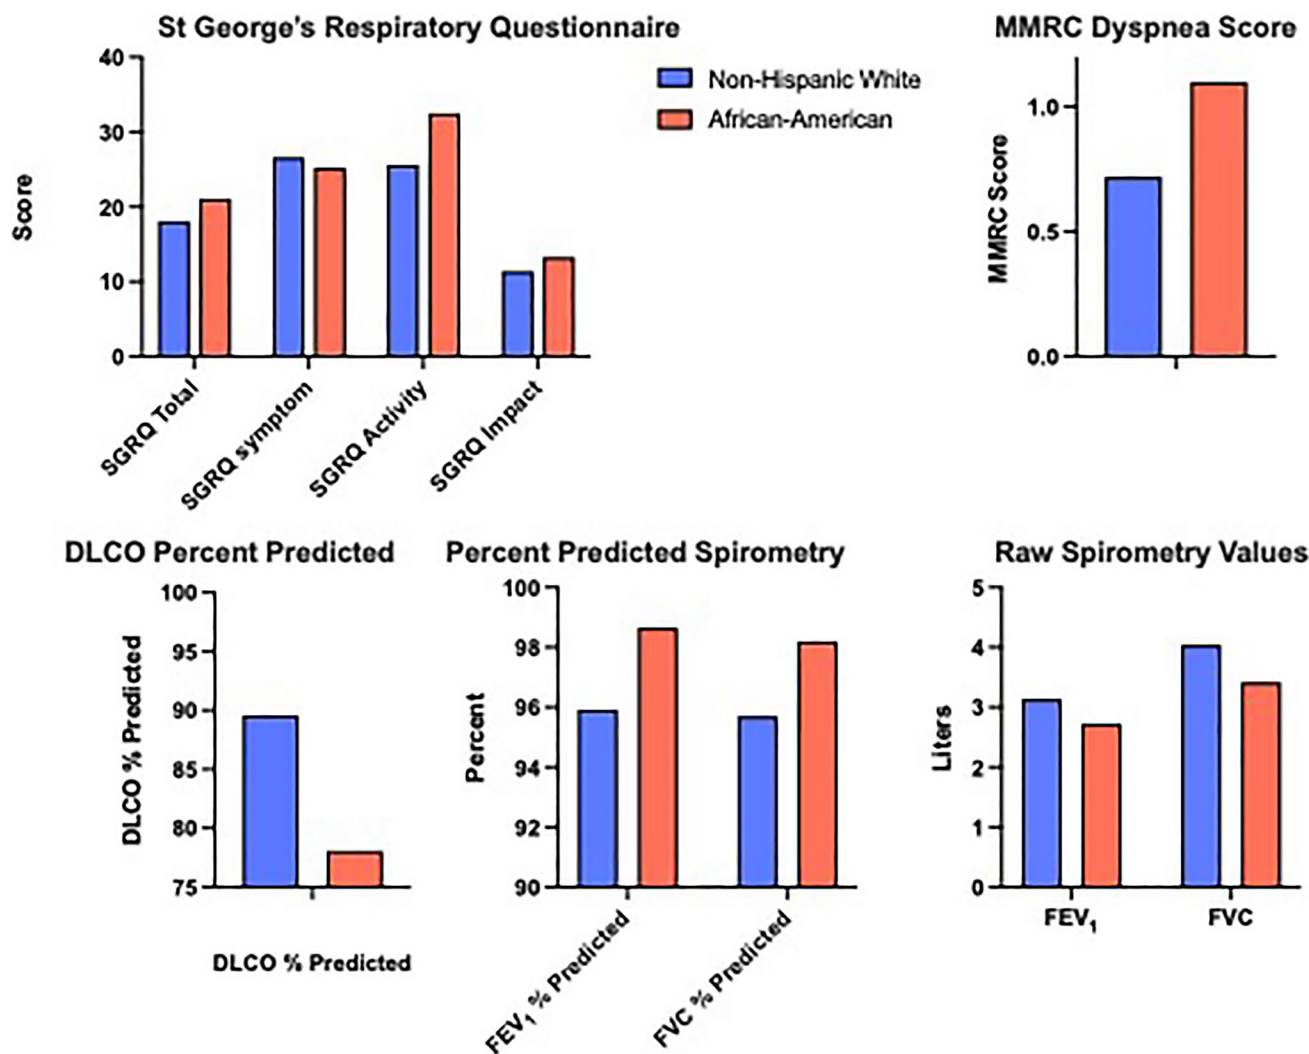 St George's Respiratory Questionnaire
Score
40
30
20
10
0
SGRQ Total
SGRQ symptom
SGRQ Activity
SGRQ Impact
Non-Hispanic White
African-American
MMRC Dyspnea Score
MMRC Score
1.0
0.5
0.0
DLCO Percent Predicted
DLCO % Predicted
100
95
90
85
80
75
DLCO % Predicted
Percent Predicted Spirometry
Percent
100
98
96
94
92
90
FEV₁ % Predicted
FVC % Predicted
Raw Spirometry Values
Liters
5
4
3
2
1
0
FEV₁
FVC